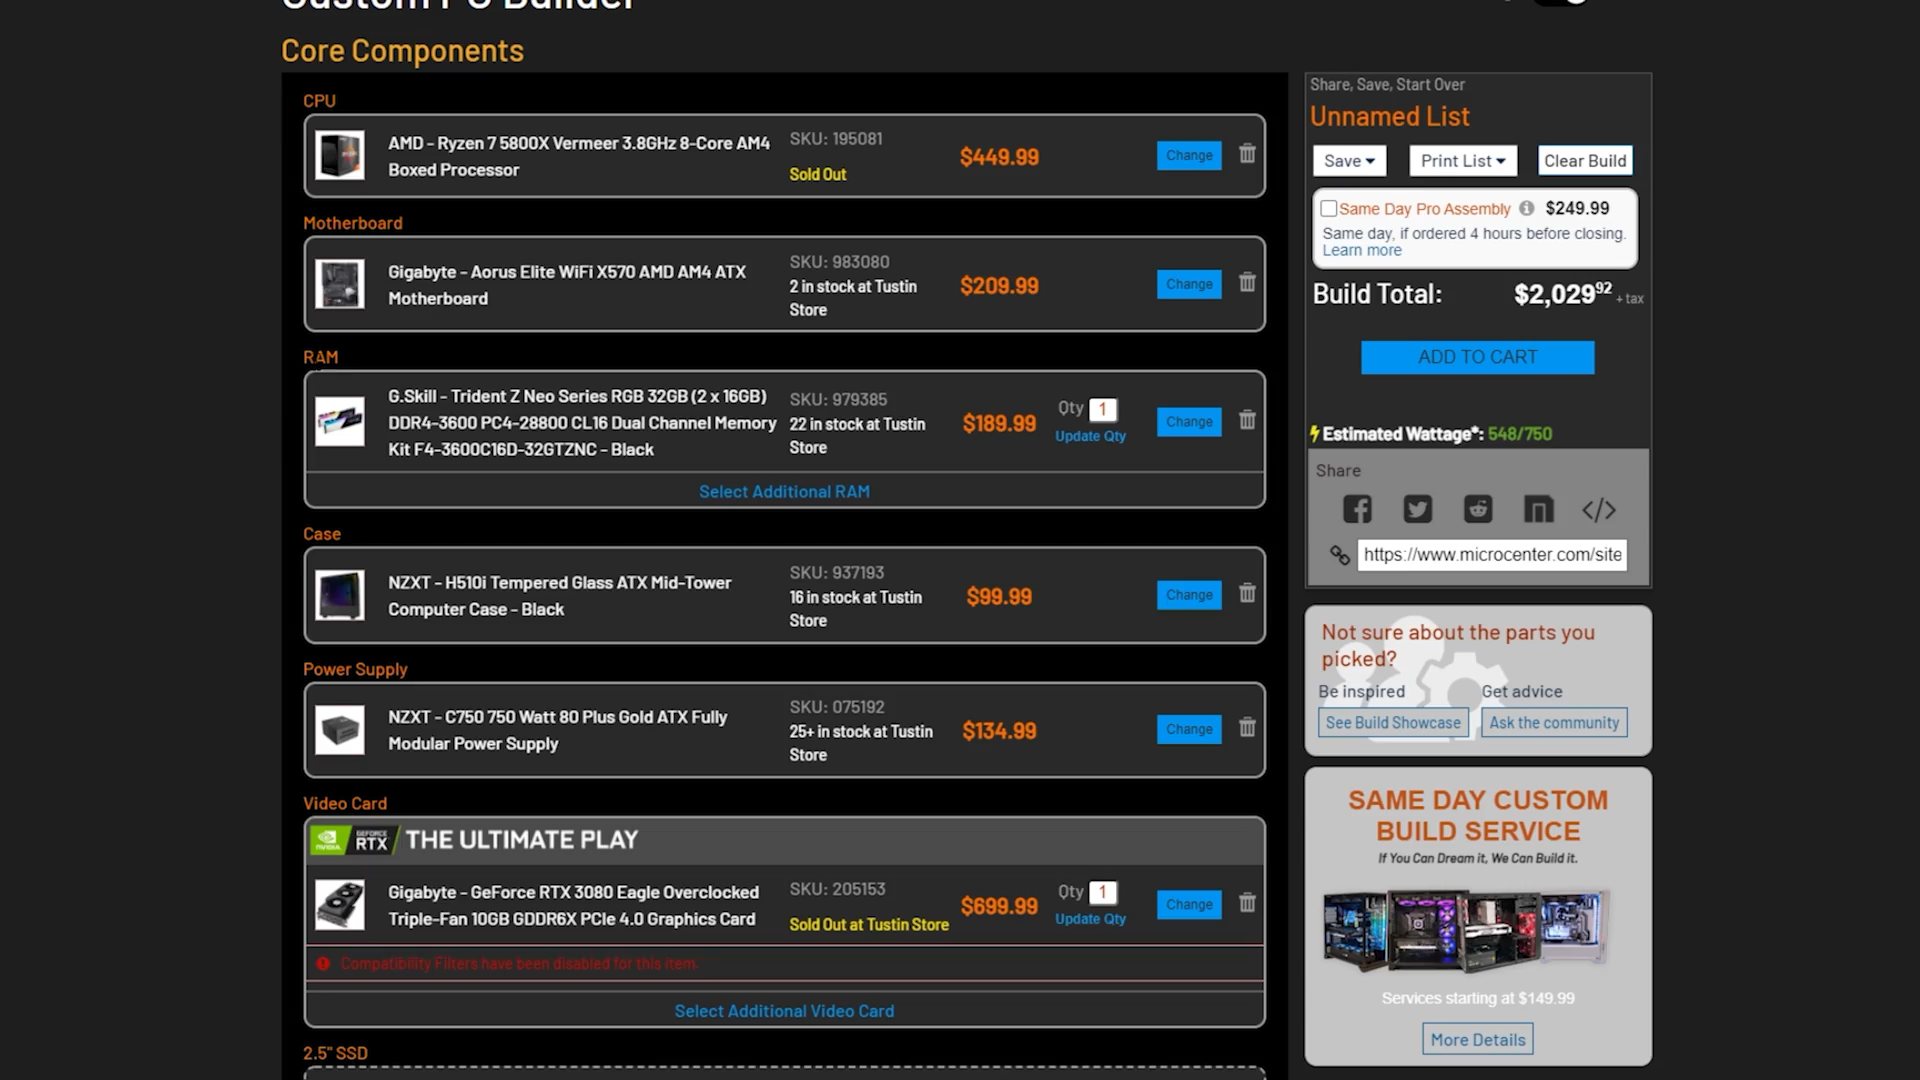 Custom PC Builder
Core Components
CPU
AMD - Ryzen 7 5800X Vermeer 3.8GHz 8-Core AM4
Boxed Processor
SKU: 195081
Sold Out
$449.99
Change
Motherboard
Gigabyte - Aorus Elite WiFi X570 AMD AM4 ATX
Motherboard
SKU: 983080
2 in stock at Tustin
Store
$209.99
Change
RAM
G.Skill - Trident Z Neo Series RGB 32GB (2 x 16GB)
DDR4-3600 PC4-28800 CL16 Dual Channel Memory
Kit F4-3600C16D-32GTZNC - Black
SKU: 979385
22 in stock at Tustin
Store
$189.99
Qty 1
Update Qty
Change
Select Additional RAM
Case
NZXT - H510i Tempered Glass ATX Mid-Tower
Computer Case - Black
SKU: 937193
16 in stock at Tustin
Store
$99.99
Change
Power Supply
NZXT - C750 750 Watt 80 Plus Gold ATX Fully
Modular Power Supply
SKU: 075192
25+ in stock at Tustin
Store
$134.99
Change
Video Card
NVIDIA
GEFORCE
RTX
THE ULTIMATE PLAY
Gigabyte - GeForce RTX 3080 Eagle Overclocked
Triple-Fan 10GB GDDR6X PCIe 4.0 Graphics Card
SKU: 205153
Sold Out at Tustin Store
$699.99
Qty 1
Update Qty
Change
Compatibility Filters have been disabled for this item.
Select Additional Video Card
2.5" SSD
Share, Save, Start Over
Unnamed List
Save
Print List
Clear Build
Same Day Pro Assembly $249.99
Same day, if ordered 4 hours before closing.
Learn more
Build Total: $2,029⁹² + tax
ADD TO CART
Estimated Wattage*: 548/750
Share
https://www.microcenter.com/site
Not sure about the parts you
picked?
Be inspired
Get advice
See Build Showcase
Ask the community
SAME DAY CUSTOM
BUILD SERVICE
If You Can Dream it, We Can Build it.
Services starting at $149.99
More Details